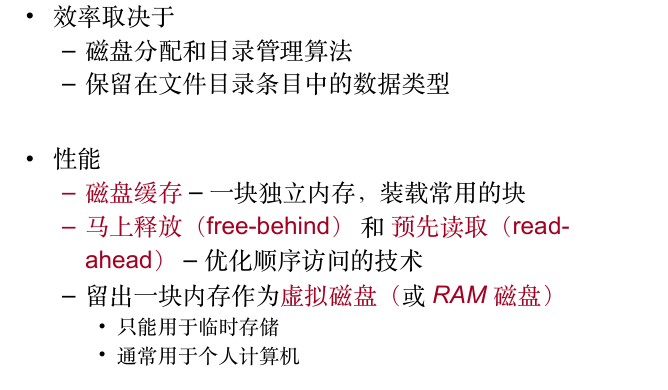 • 效率取决于
– 磁盘分配和目录管理算法
– 保留在文件目录条目中的数据类型
• 性能
– 磁盘缓存 – 一块独立内存，装载常用的块
– 马上释放（free-behind） 和 预先读取（read-
ahead） – 优化顺序访问的技术
– 留出一块内存作为虚拟磁盘（或 RAM 磁盘）
• 只能用于临时存储
• 通常用于个人计算机